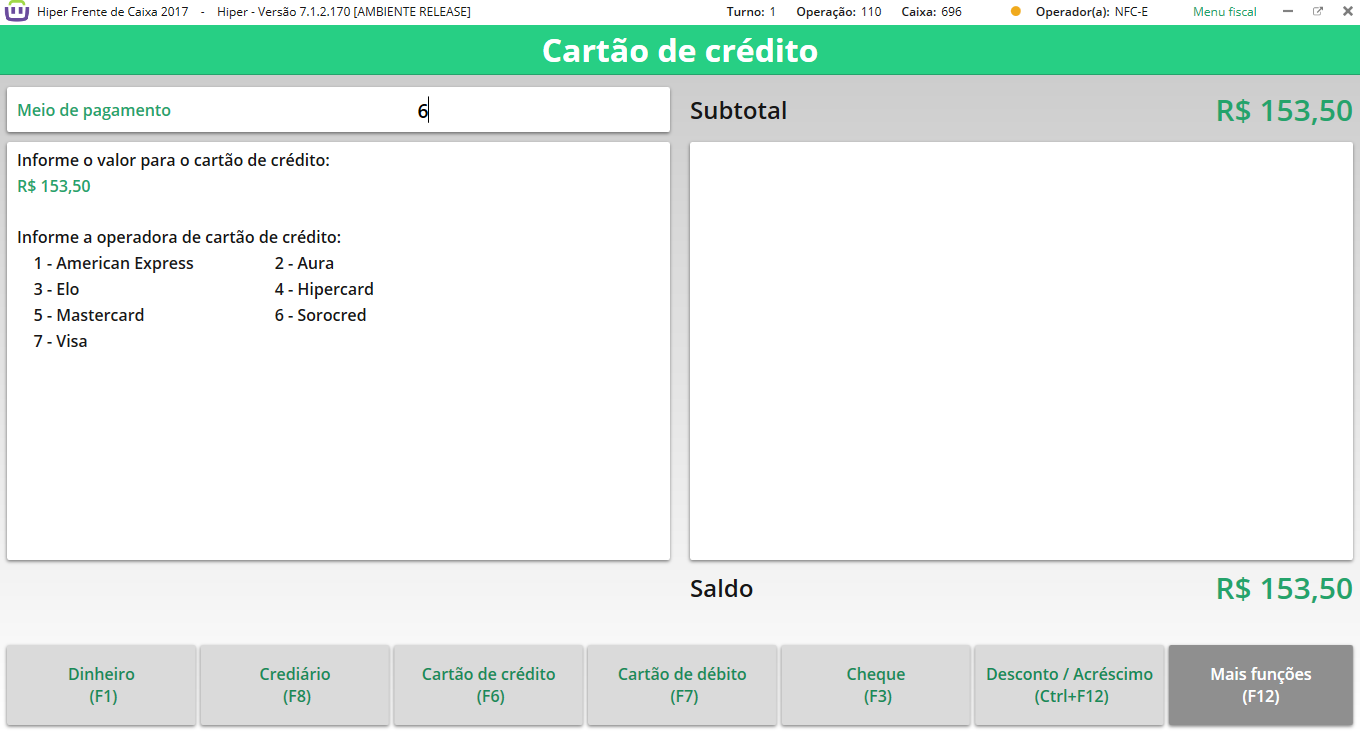 Hiper Frente de Caixa 2017 - Hiper - Versão 7.1.2.170 [AMBIENTE RELEASE] Turno: 1 Operação: 110 Caixa: 696 Operador(a): NFC-E Menu fiscal
Cartão de crédito
Meio de pagamento 6
Subtotal R$ 153,50
Informe o valor para o cartão de crédito:
R$ 153,50
Informe a operadora de cartão de crédito:
1 - American Express 2 - Aura
3 - Elo 4 - Hipercard
5 - Mastercard 6 - Sorocred
7 - Visa
Saldo R$ 153,50
Dinheiro
(F1)
Crediário
(F8)
Cartão de crédito
(F6)
Cartão de débito
(F7)
Cheque
(F3)
Desconto / Acréscimo
(Ctrl+F12)
Mais funções
(F12)